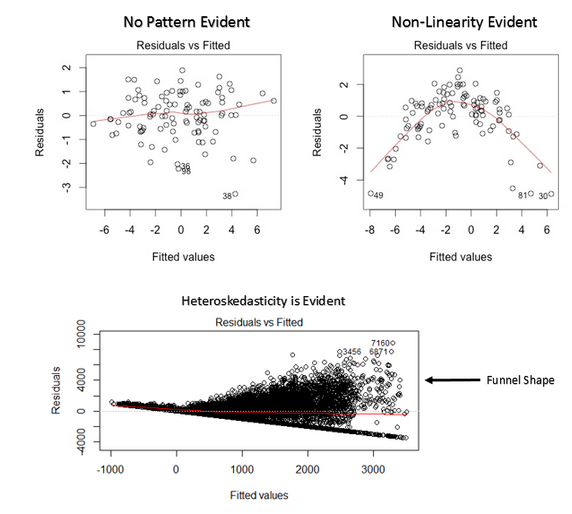 No Pattern Evident
Residuals vs Fitted
Residuals
2
1
0
-1
-2
-3
36
98
38
-6 -4 -2 0 2 4 6
Fitted values
Non-Linearity Evident
Residuals vs Fitted
2
0
-2
-4
49
81
30
-8 -6 -4 -2 0 2 4 6
Fitted values
Residuals
Heteroskedasticity is Evident
Residuals vs Fitted
Residuals
10000
4000
0
-4000
7160
3456
6871
-1000 0 1000 2000 3000
Fitted values
Funnel Shape